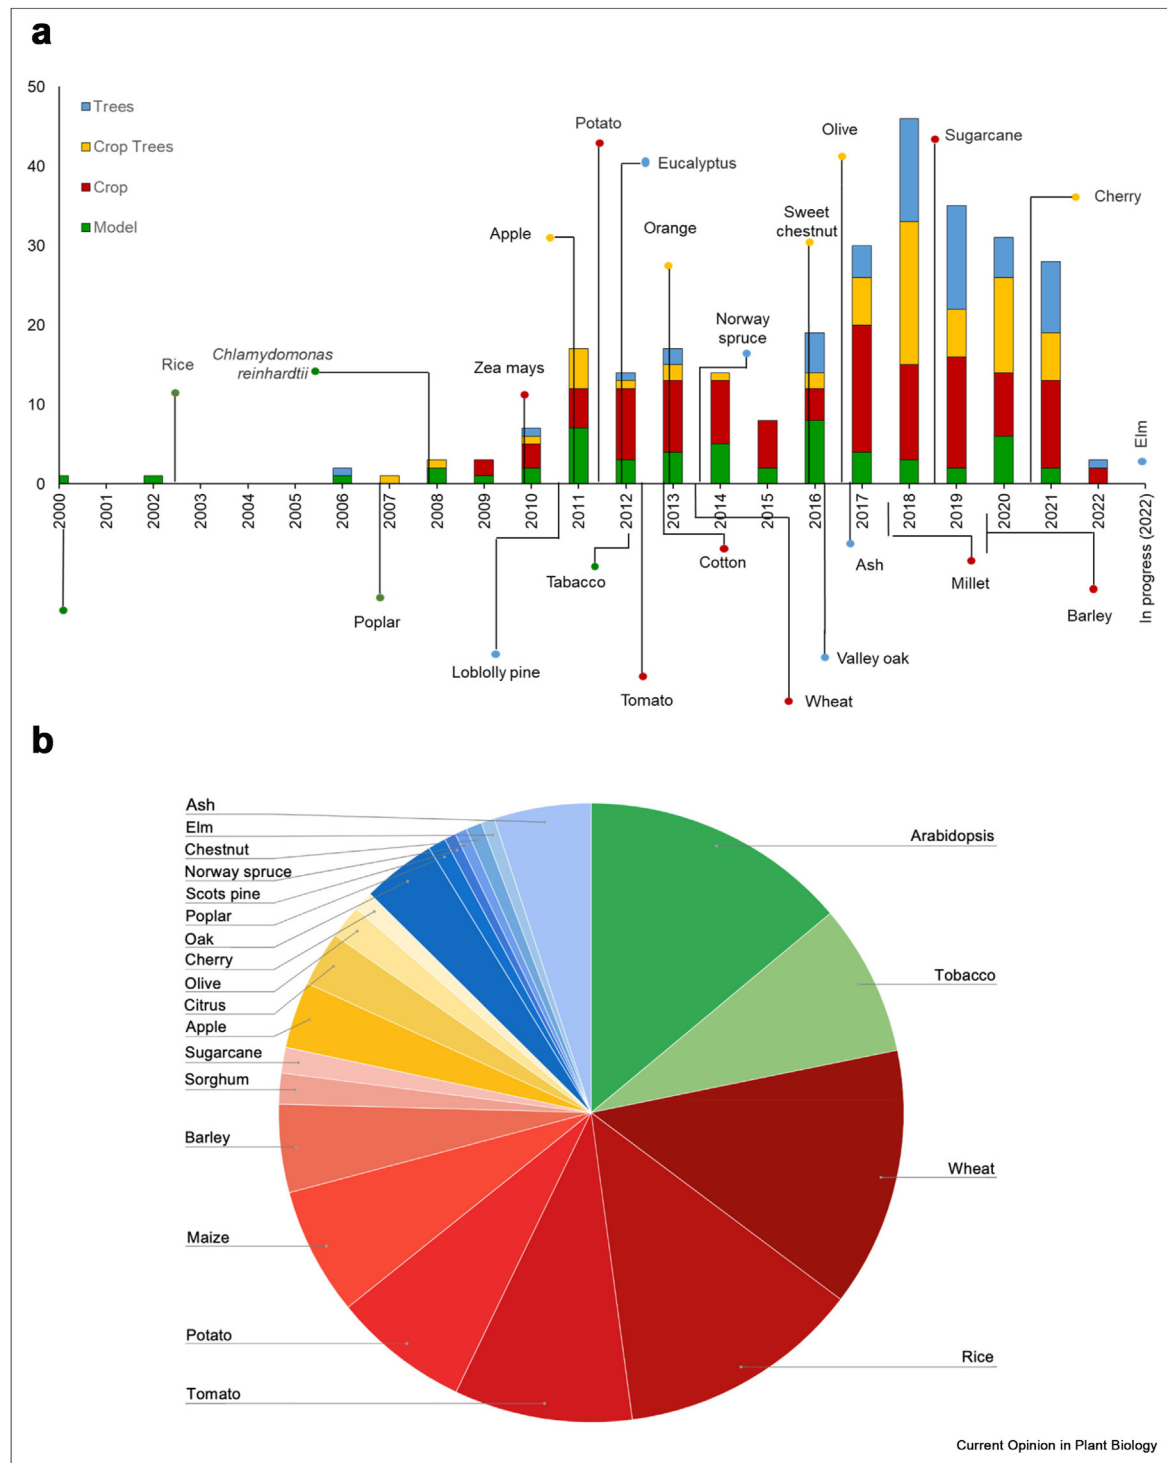 a
50
40
30
20
10
0
Trees
Crop Trees
Crop
Model
Potato
Eucalyptus
Olive
Sugarcane
Cherry
Apple
Orange
Sweet
chestnut
Norway
spruce
Zea mays
Chlamydomonas
reinhardtii
Rice
Elm
2000
2001
2002
2003
2004
2005
2006
2007
2008
2009
2010
2011
2012
2013
2014
2015
2016
2017
2018
2019
2020
2021
2022
In progress (2022)
Poplar
Loblolly pine
Tabacco
Tomato
Cotton
Wheat
Valley oak
Ash
Millet
Barley
b
Ash
Elm
Chestnut
Norway spruce
Scots pine
Poplar
Oak
Cherry
Olive
Citrus
Apple
Sugarcane
Sorghum
Barley
Maize
Potato
Tomato
Arabidopsis
Tobacco
Wheat
Rice
Current Opinion in Plant Biology